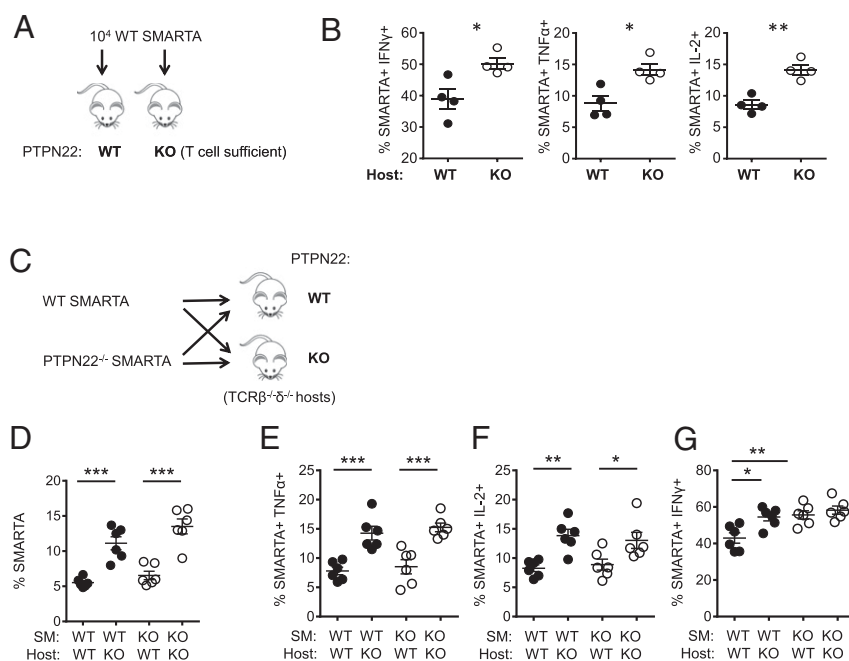 A
10⁴ WT SMARTA
PTPN22: WT KO (T cell sufficient)
B
% SMARTA+ IFNγ+
60
50
40
30
20
*
WT KO
% SMARTA+ TNFα+
20
15
10
5
0
*
WT KO
% SMARTA+ IL-2+
20
15
10
5
0
**
WT KO
Host:
C
PTPN22:
WT SMARTA
WT
PTPN22⁻/⁻ SMARTA
KO
(TCRβ⁻/⁻δ⁻/⁻ hosts)
D
% SMARTA
20
15
10
5
0
*** ***
SM: WT WT KO KO
Host: WT KO WT KO
E
% SMARTA+ TNFα+
25
20
15
10
5
0
*** ***
WT WT KO KO
WT KO WT KO
F
% SMARTA+ IL-2+
25
20
15
10
5
0
** *
SM: WT WT KO KO
Host: WT KO WT KO
G
% SMARTA+ IFNγ+
80
60
40
20
0
**
*
SM: WT WT KO KO
Host: WT KO WT KO